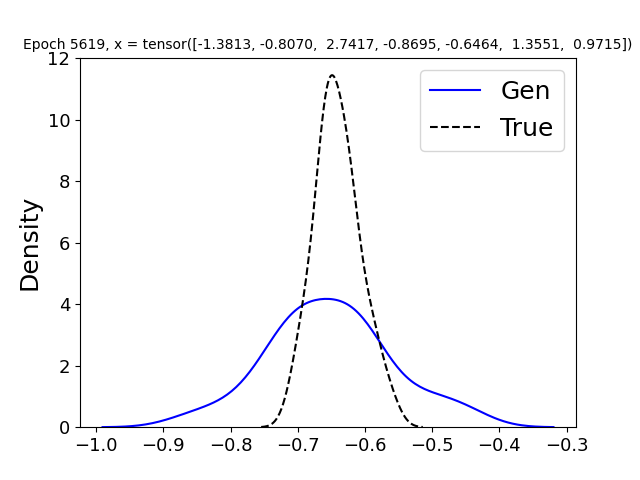 Epoch 5619, x = tensor([-1.3813, -0.8070,  2.7417, -0.8695, -0.6464,  1.3551,  0.9715])
12
10
8
6
4
2
0
Density
Gen
True
−1.0 −0.9 −0.8 −0.7 −0.6 −0.5 −0.4 −0.3